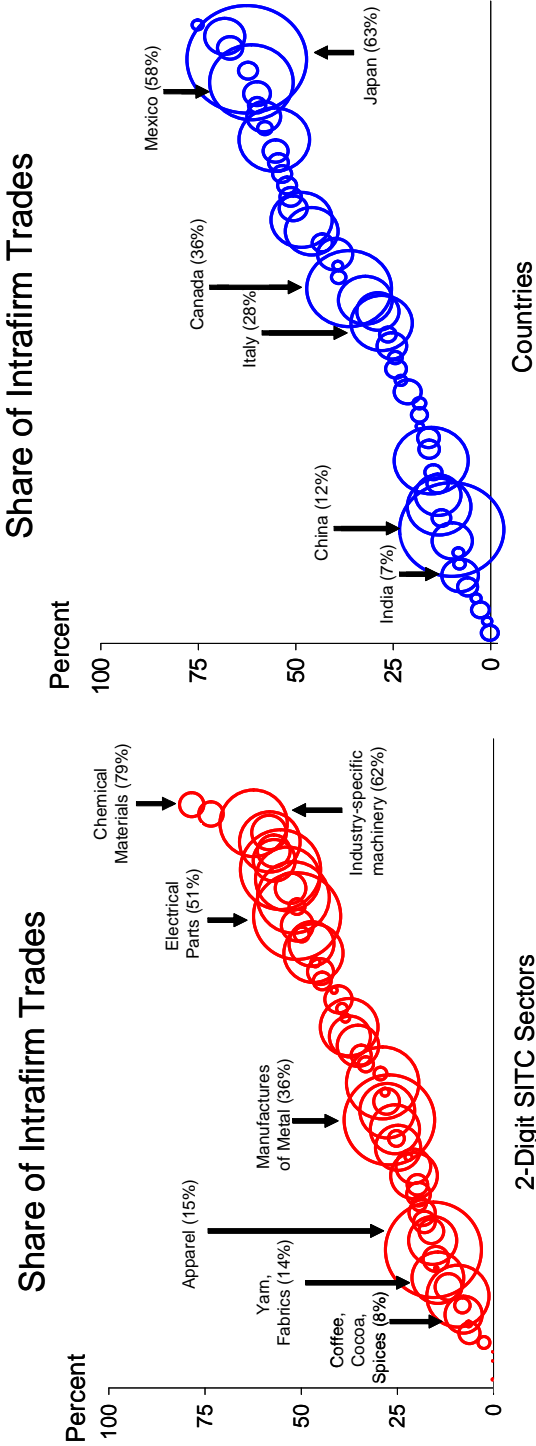 Share of Intrafirm Trades
Percent
100
75
50
25
0
Coffee,
Cocoa,
Spices (8%)
Yarn,
Fabrics (14%)
Apparel (15%)
Manufactures
of Metal (36%)
Electrical
Parts (51%)
Chemical
Materials (79%)
Industry-specific
machinery (62%)
2-Digit SITC Sectors
Share of Intrafirm Trades
Percent
100
75
50
25
0
India (7%)
China (12%)
Italy (28%
Canada (36%)
Mexico (58%)
Japan (63%)
Countries